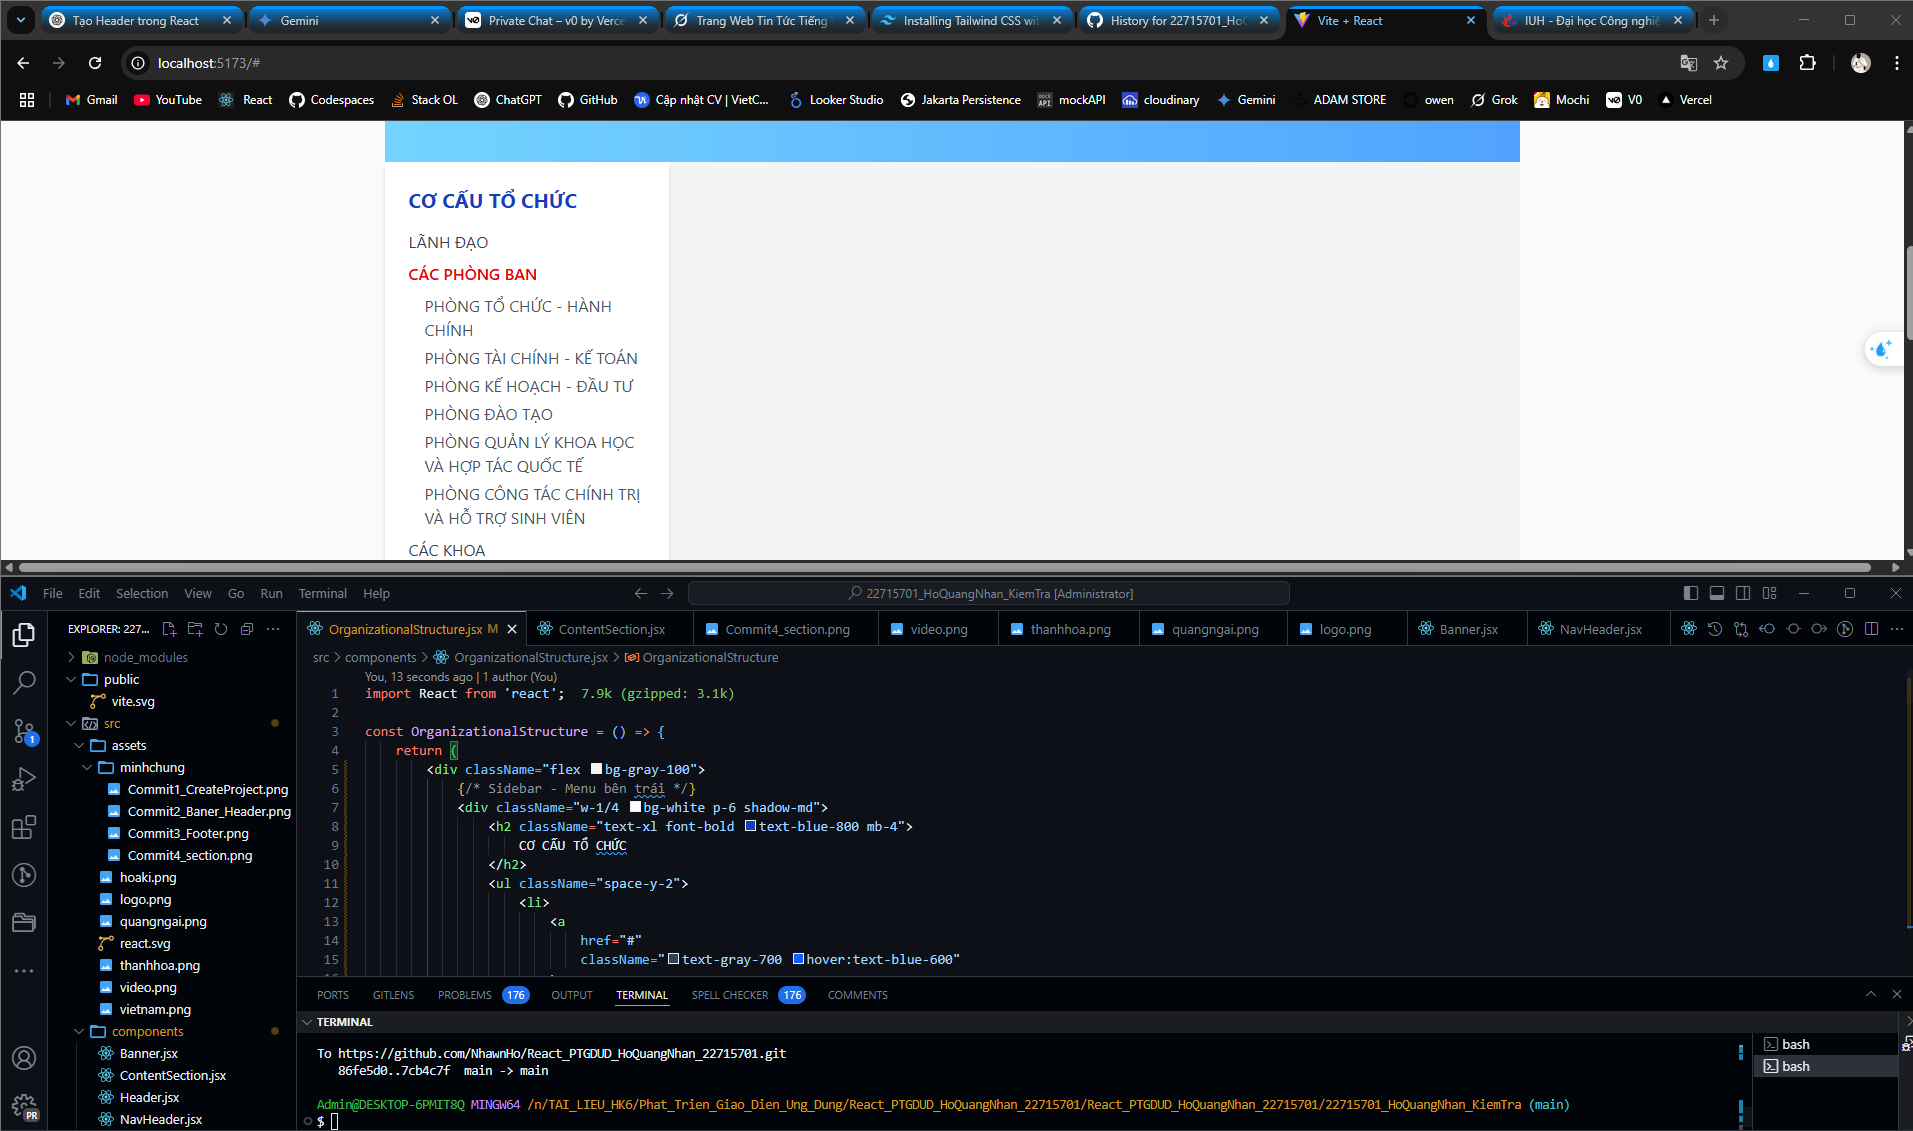 Tạo Header trong React
Gemini
Private Chat – v0 by Verce
Trang Web Tin Tức Tiếng
Installing Tailwind CSS wit
History for 22715701_HoC
Vite + React
IUH - Đại học Công nghiệ
localhost:5173/#
Gmail
YouTube
React
Codespaces
Stack OL
ChatGPT
GitHub
Cập nhật CV | VietC...
Looker Studio
Jakarta Persistence
mockAPI
cloudinary
Gemini
ADAM STORE
owen
Grok
Mochi
V0
Vercel
CƠ CẤU TỔ CHỨC
LÃNH ĐẠO
CÁC PHÒNG BAN
PHÒNG TỔ CHỨC - HÀNH
CHÍNH
PHÒNG TÀI CHÍNH - KẾ TOÁN
PHÒNG KẾ HOẠCH - ĐẦU TƯ
PHÒNG ĐÀO TẠO
PHÒNG QUẢN LÝ KHOA HỌC
VÀ HỢP TÁC QUỐC TẾ
PHÒNG CÔNG TÁC CHÍNH TRỊ
VÀ HỖ TRỢ SINH VIÊN
CÁC KHOA
File Edit Selection View Go Run Terminal Help
22715701_HoQuangNhan_KiemTra [Administrator]
EXPLORER: 227...
node_modules
public
vite.svg
src
assets
minhchung
Commit1_CreateProject.png
Commit2_Baner_Header.png
Commit3_Footer.png
Commit4_section.png
hoaki.png
logo.png
quangngai.png
react.svg
thanhhoa.png
video.png
vietnam.png
components
Banner.jsx
ContentSection.jsx
Header.jsx
NavHeader.jsx
1
PR
OrganizationalStructure.jsx M
ContentSection.jsx
Commit4_section.png
video.png
thanhhoa.png
quangngai.png
logo.png
Banner.jsx
NavHeader.jsx
src > components > OrganizationalStructure.jsx > OrganizationalStructure
You, 13 seconds ago | 1 author (You)
1 import React from 'react'; 7.9k (gzipped: 3.1k)
2
3 const OrganizationalStructure = () => {
4 return (
5 <div className="flex bg-gray-100">
6 {/* Sidebar - Menu bên trái */}
7 <div className="w-1/4 bg-white p-6 shadow-md">
8 <h2 className="text-xl font-bold text-blue-800 mb-4">
9 CƠ CẤU TỔ CHỨC
10 </h2>
11 <ul className="space-y-2">
12 <li>
13 <a
14 href="#"
15 className="text-gray-700 hover:text-blue-600"
PORTS GITLENS PROBLEMS 176 OUTPUT TERMINAL SPELL CHECKER 176 COMMENTS
TERMINAL
To https://github.com/NhawnHo/React_PTGDUD_HoQuangNhan_22715701.git
86fe5d0..7cb4c7f main -> main
Admin@DESKTOP-6PMIT8Q MINGW64 /n/TAI_LIEU_HK6/Phat_Trien_Giao_Dien_Ung_Dung/React_PTGDUD_HoQuangNhan_22715701/React_PTGDUD_HoQuangNhan_22715701/22715701_HoQuangNhan_KiemTra (main)
$
bash
bash